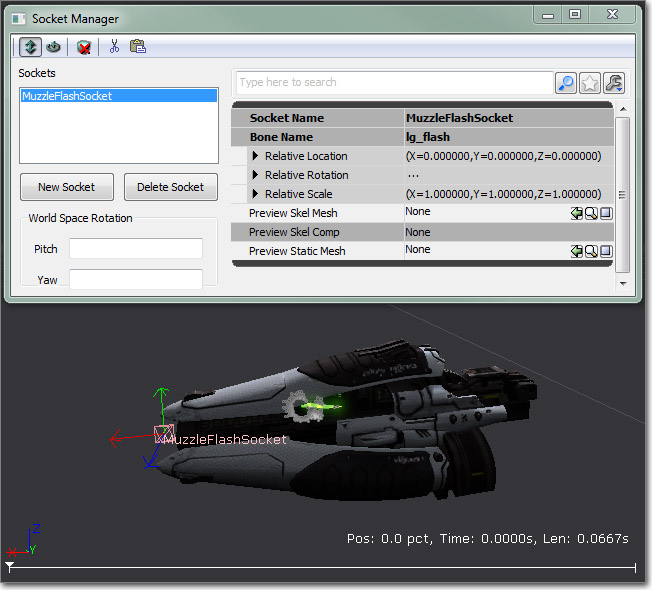 Socket Manager
Sockets
MuzzleFlashSocket
New Socket
Delete Socket
World Space Rotation
Pitch
Yaw
Type here to search
Socket Name MuzzleFlashSocket
Bone Name lg_flash
Relative Location (X=0.000000,Y=0.000000,Z=0.000000)
Relative Rotation ...
Relative Scale (X=1.000000,Y=1.000000,Z=1.000000)
Preview Skel Mesh None
Preview Skel Comp None
Preview Static Mesh None
MuzzleFlashSocket
Z
X
Y
Pos: 0.0 pct, Time: 0.0000s, Len: 0.0667s